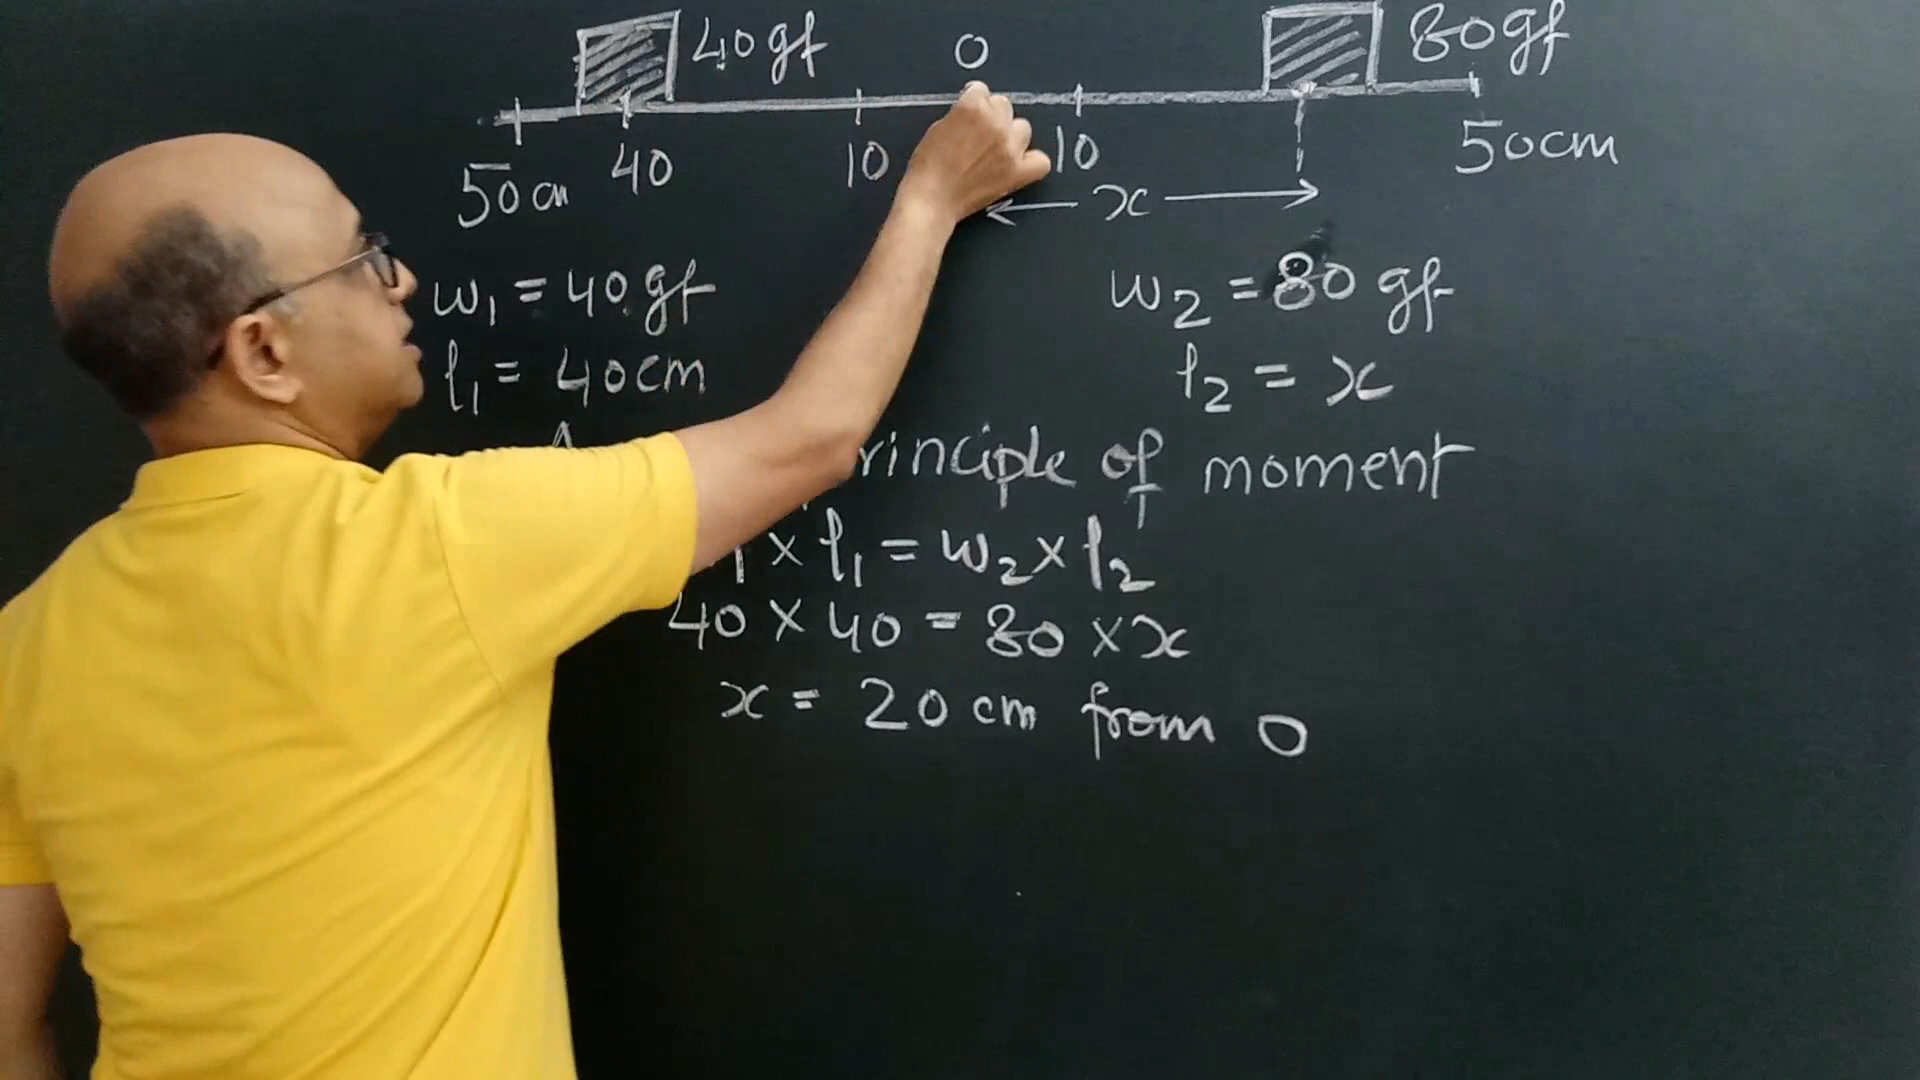 40gf 0 80gf
50cm 40 10 10 50cm
x
w1 = 40gf w2 = 80 gf
l1 = 40cm l2 = x
of moment
x l1 = w2 x l2
40 x 40 = 80 x x
x = 20 cm from 0